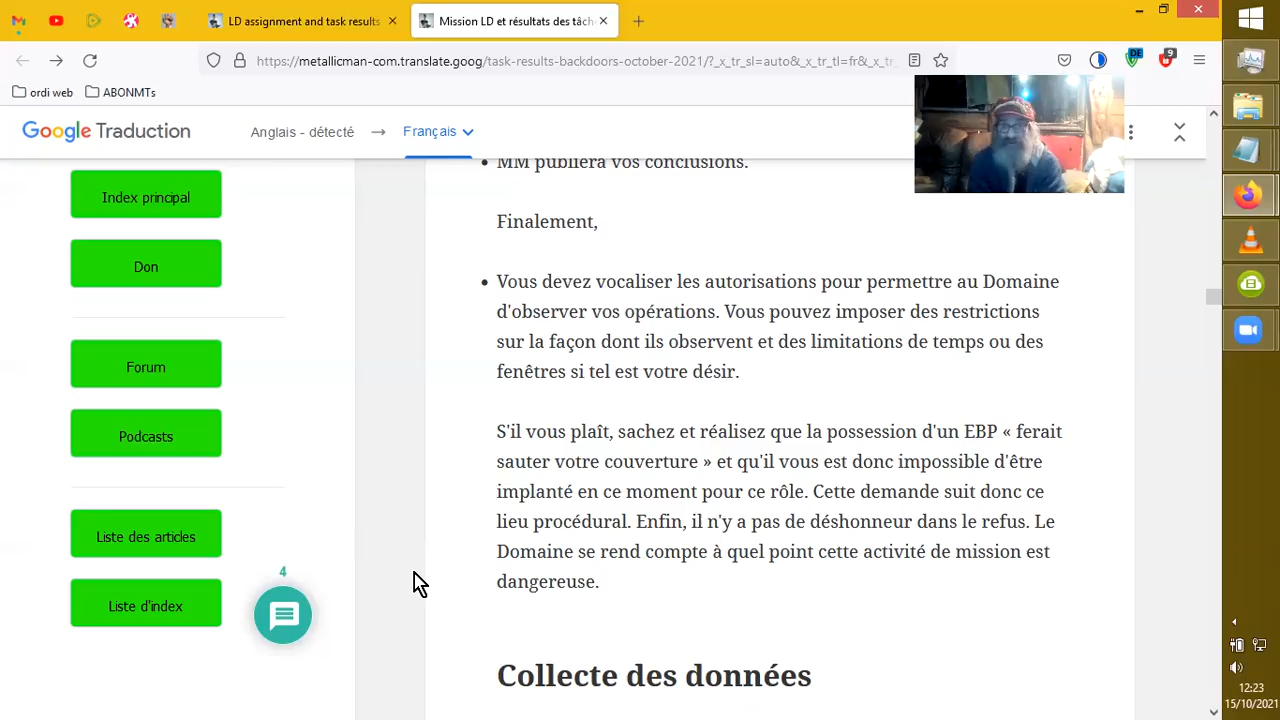 LD assignment and task results
Mission LD et résultats des tâch
https://metallicman-com.translate.goog/task-result-backdoors-october-2021/?_x_tr_sl=auto&_x_tr_tl=fr&_x_tr_
DE
9
ordi web
ABONMTs
Google Traduction
Anglais - détecté
Français
Index principal
Don
Forum
Podcasts
Liste des articles
Liste d'index
4
MM publiera vos conclusions.
Finalement,
Vous devez vocaliser les autorisations pour permettre au Domaine
d'observer vos opérations. Vous pouvez imposer des restrictions
sur la façon dont ils observent et des limitations de temps ou des
fenêtres si tel est votre désir.
S'il vous plaît, sachez et réalisez que la possession d'un EBP « ferait
sauter votre couverture » et qu'il vous est donc impossible d'être
implanté en ce moment pour ce rôle. Cette demande suit donc ce
lieu procédural. Enfin, il n'y a pas de déshonneur dans le refus. Le
Domaine se rend compte à quel point cette activité de mission est
dangereuse.
Collecte des données
12:23
15/10/2021